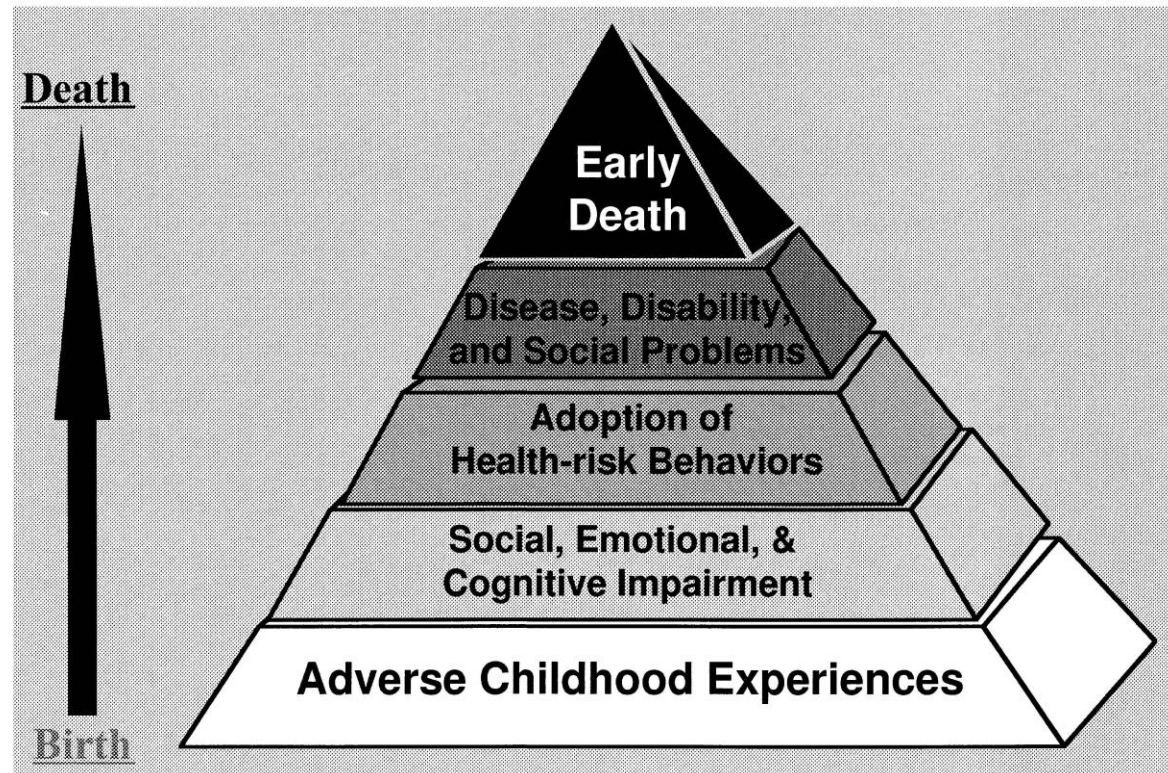 Death
Early
Death
Disease, Disability,
and Social Problems
Adoption of
Health-risk Behaviors
Social, Emotional, &
Cognitive Impairment
Adverse Childhood Experiences
Birth